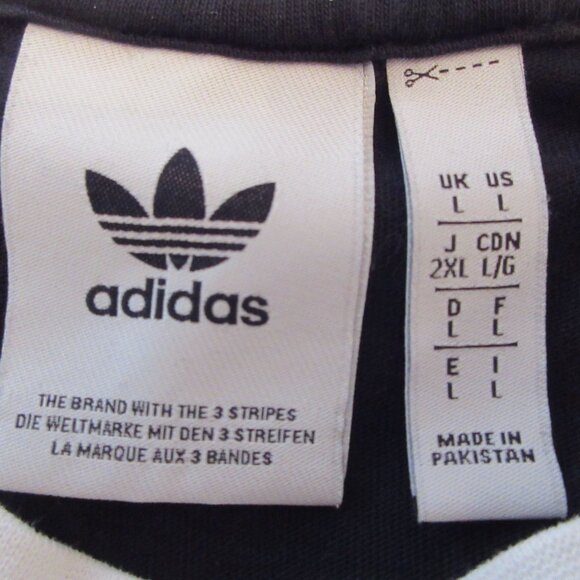 adidas
THE BRAND WITH THE 3 STRIPES
DIE WELTMARKE MIT DEN 3 STREIFEN
LA MARQUE AUX 3 BANDES
UK US
L L
J CDN
2XL L/G
D F
L L
E I
L L
MADE IN
PAKISTAN